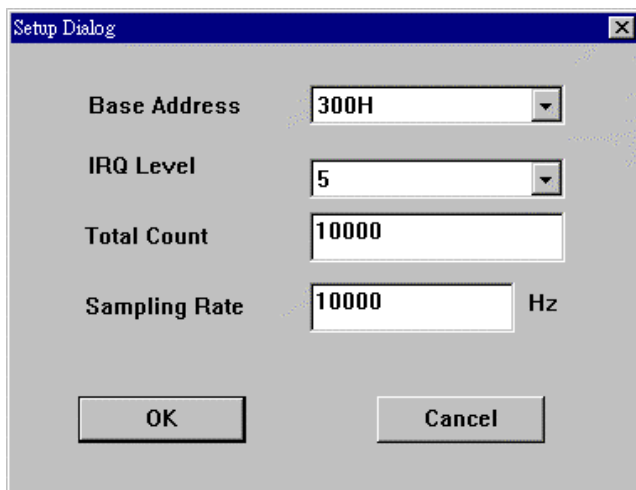 Setup Dialog
Base Address 300H
IRQ Level 5
Total Count 10000
Sampling Rate 10000 Hz
OK Cancel